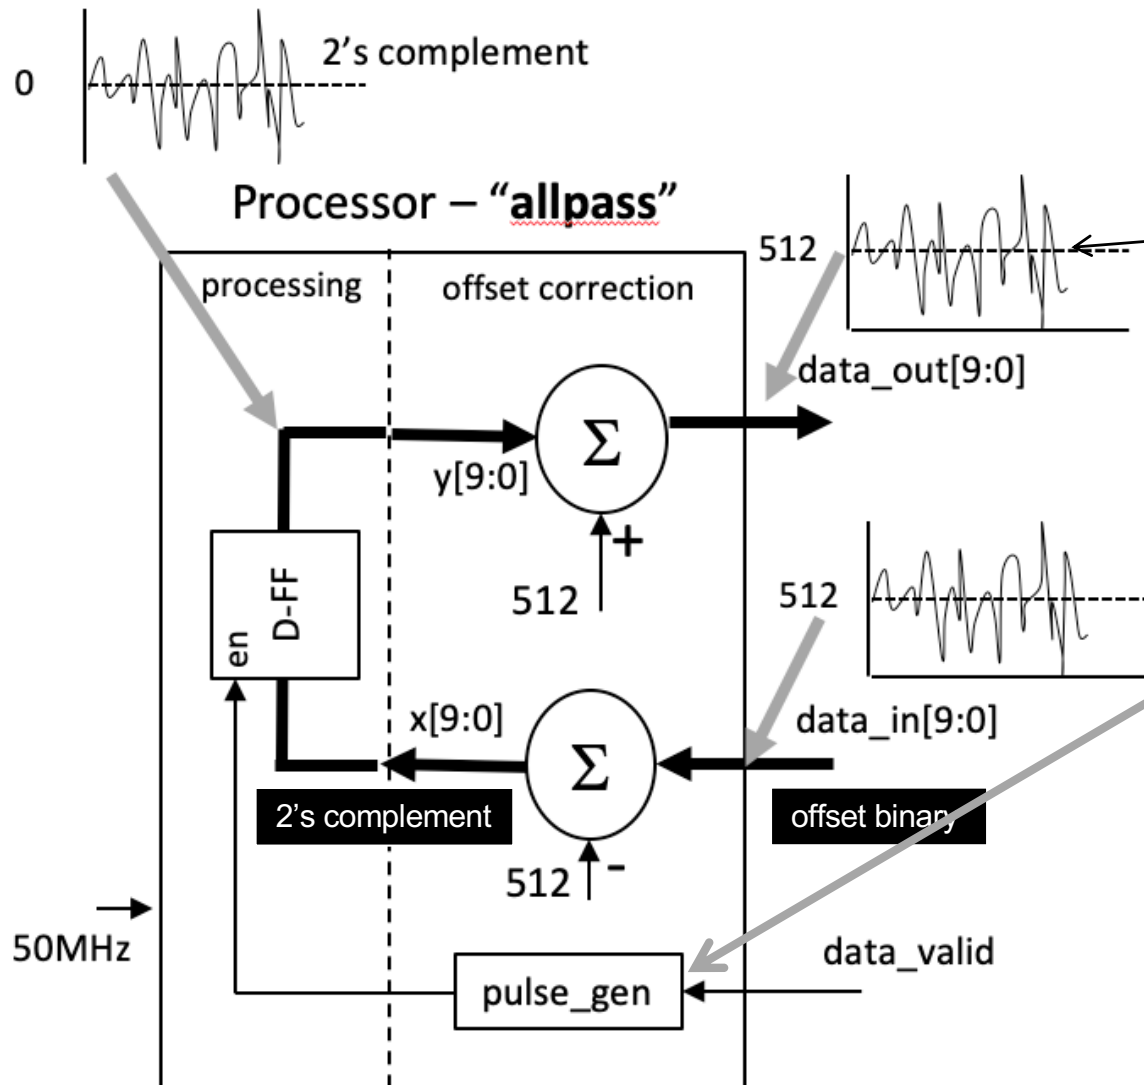 2's complement
0
Processor – “allpass”
512
processing
offset correction
data_out[9:0]
Σ
y[9:0]
+
512
D-FF
en
512
x[9:0]
Σ
data_in[9:0]
2's complement
offset binary
512
-
50MHz
data_valid
pulse_gen